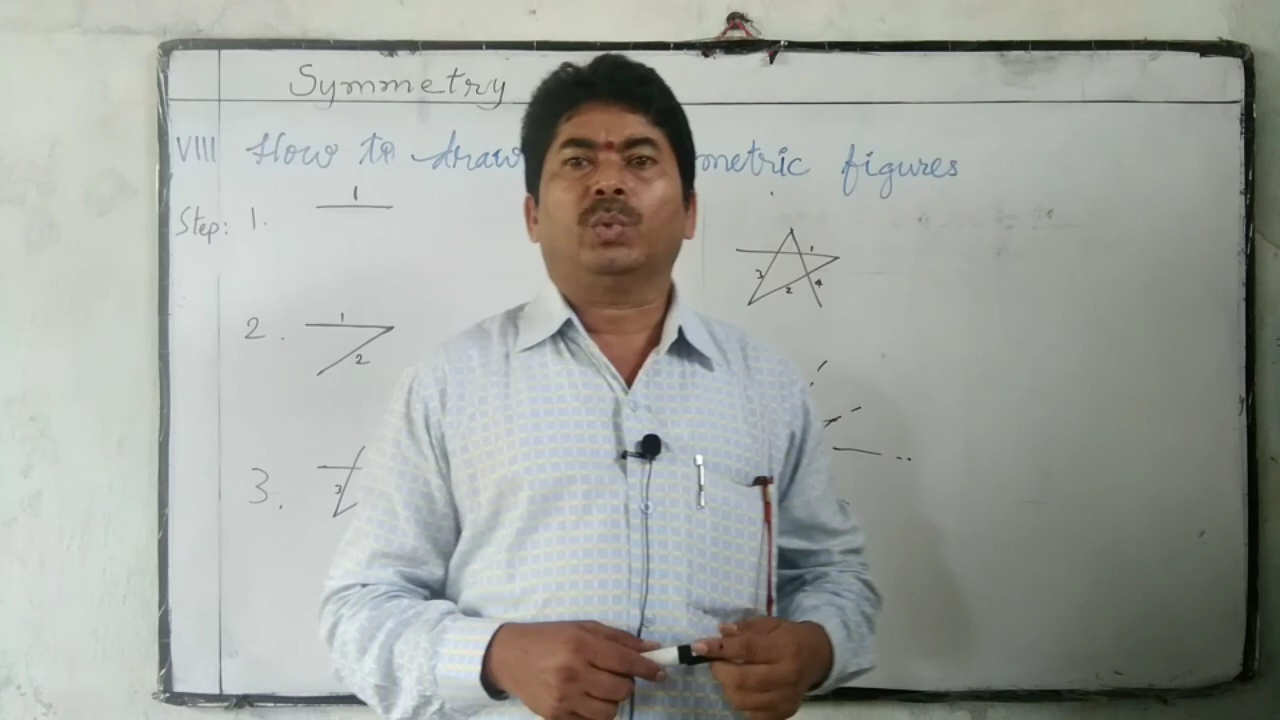 Symmetry
VIII How to draw metric figures
Step: 1. 1
1
3 2 4
2. 1
2
3. 3